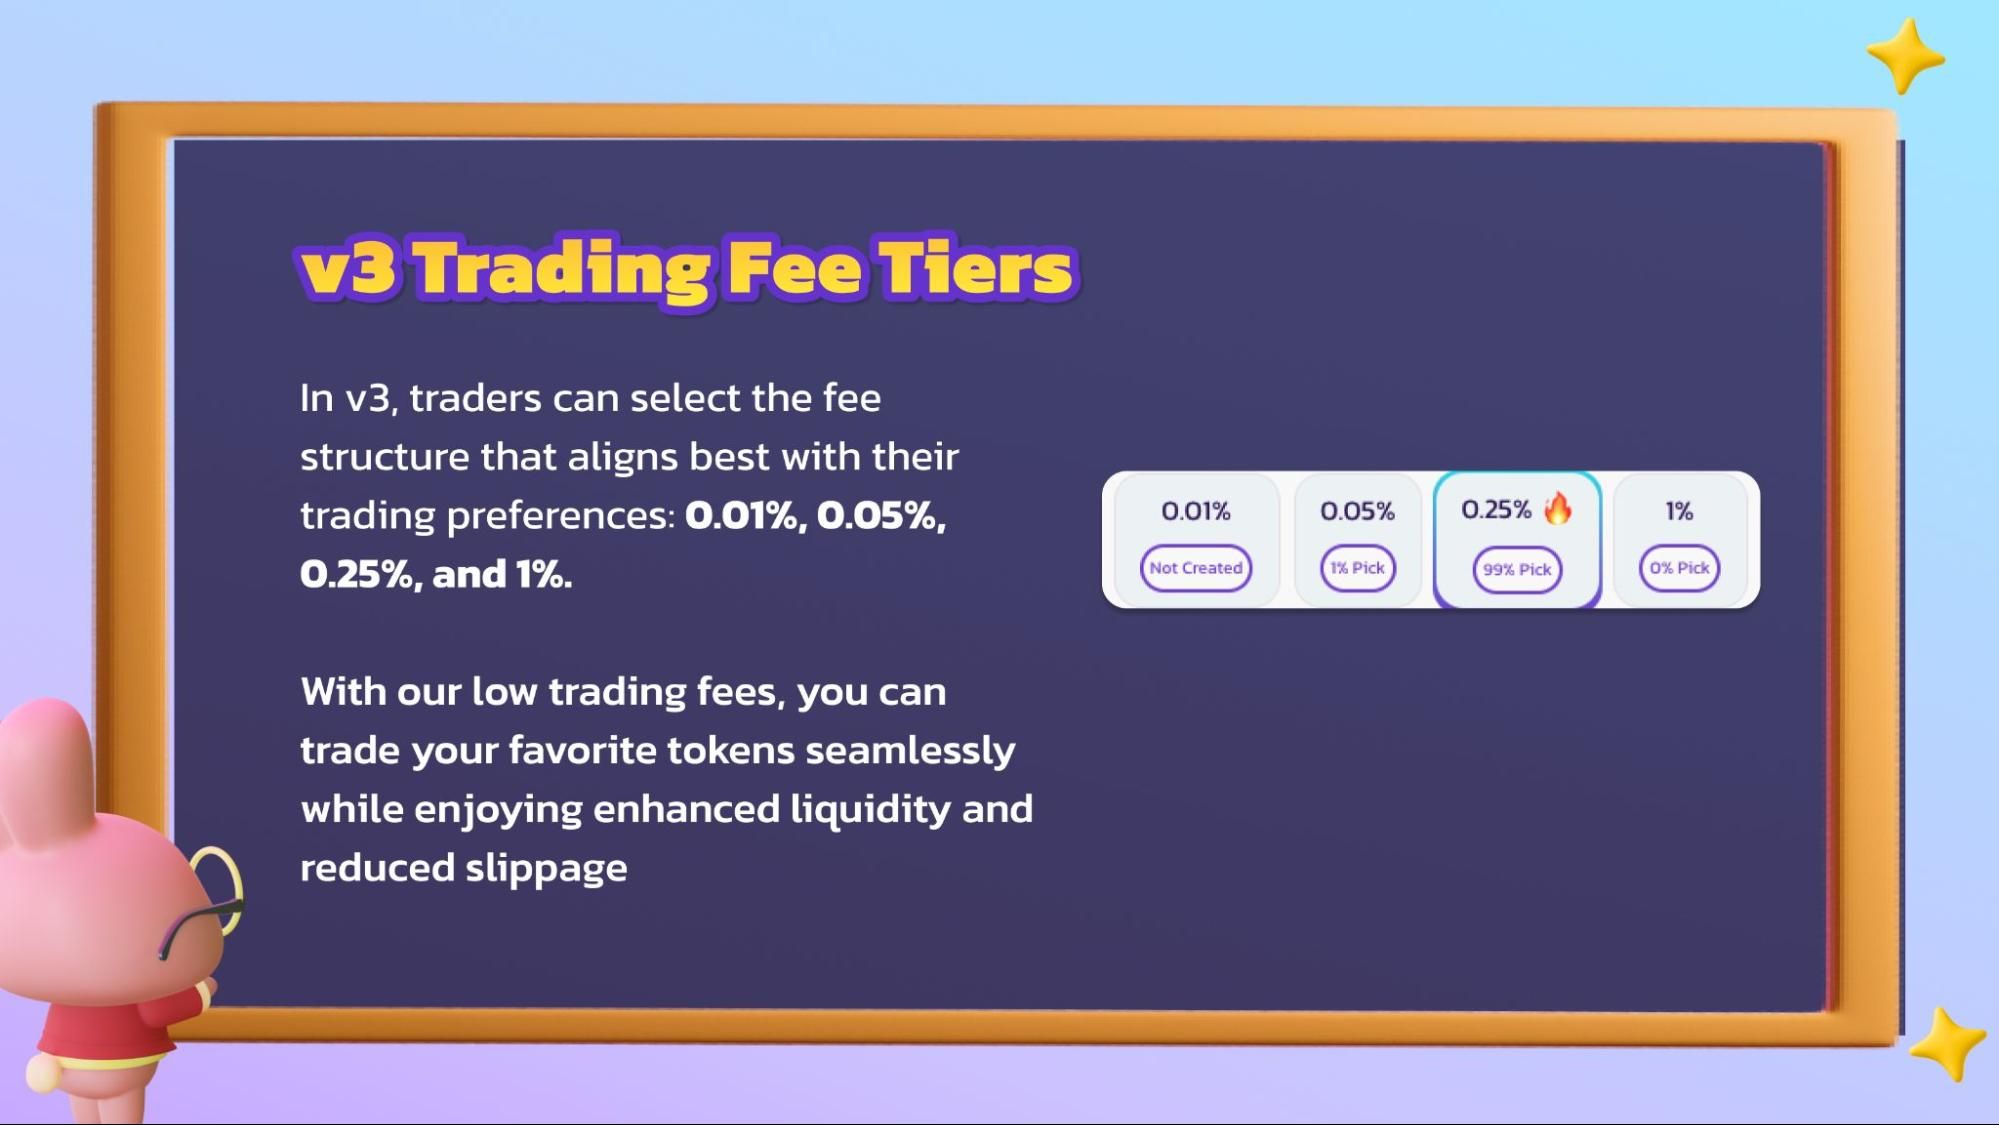 v3 Trading Fee Tiers
In v3, traders can select the fee
structure that aligns best with their
trading preferences: 0.01%, 0.05%,
0.25%, and 1%.
With our low trading fees, you can
trade your favorite tokens seamlessly
while enjoying enhanced liquidity and
reduced slippage
0.01%
Not Created
0.05%
1% Pick
0.25% 🔥
99% Pick
1%
0% Pick